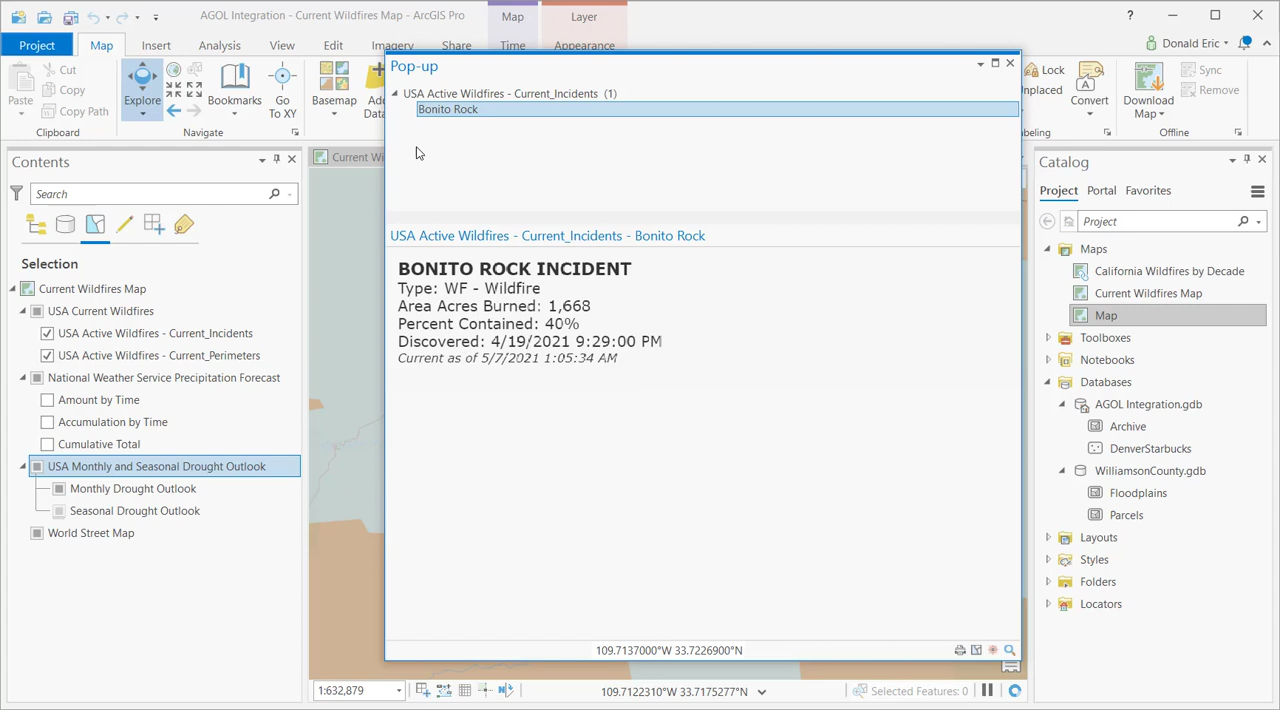 AGOL Integration - Current Wildfires Map - ArcGIS Pro
Map
Layer
?
Project
Map
Insert
Analysis
View
Edit
Imagery
Share
Time
Appearance
Donald Eric
Paste
Cut
Copy
Copy Path
Clipboard
Explore
Bookmarks
Go
To XY
Navigate
Basemap
Add
Lock
Convert
Download
Map
Sync
Remove
Offline
Pop-up
USA Active Wildfires - Current_Incidents (1)
Bonito Rock
USA Active Wildfires - Current_Incidents - Bonito Rock
BONITO ROCK INCIDENT
Type: WF - Wildfire
Area Acres Burned: 1,668
Percent Contained: 40%
Discovered: 4/19/2021 9:29:00 PM
Current as of 5/7/2021 1:05:34 AM
109.7137000°W 33.7226900°N
Contents
Search
Selection
Current Wildfires Map
USA Current Wildfires
USA Active Wildfires - Current_Incidents
USA Active Wildfires - Current_Perimeters
National Weather Service Precipitation Forecast
Amount by Time
Accumulation by Time
Cumulative Total
USA Monthly and Seasonal Drought Outlook
Monthly Drought Outlook
Seasonal Drought Outlook
World Street Map
Current Wi
1:632,879
109.7122310°W 33.7175277°N
Selected Features: 0
Catalog
Project
Portal
Favorites
Project
Maps
California Wildfires by Decade
Current Wildfires Map
Map
Toolboxes
Notebooks
Databases
AGOL Integration.gdb
Archive
DenverStarbucks
WilliamsonCounty.gdb
Floodplains
Parcels
Layouts
Styles
Folders
Locators